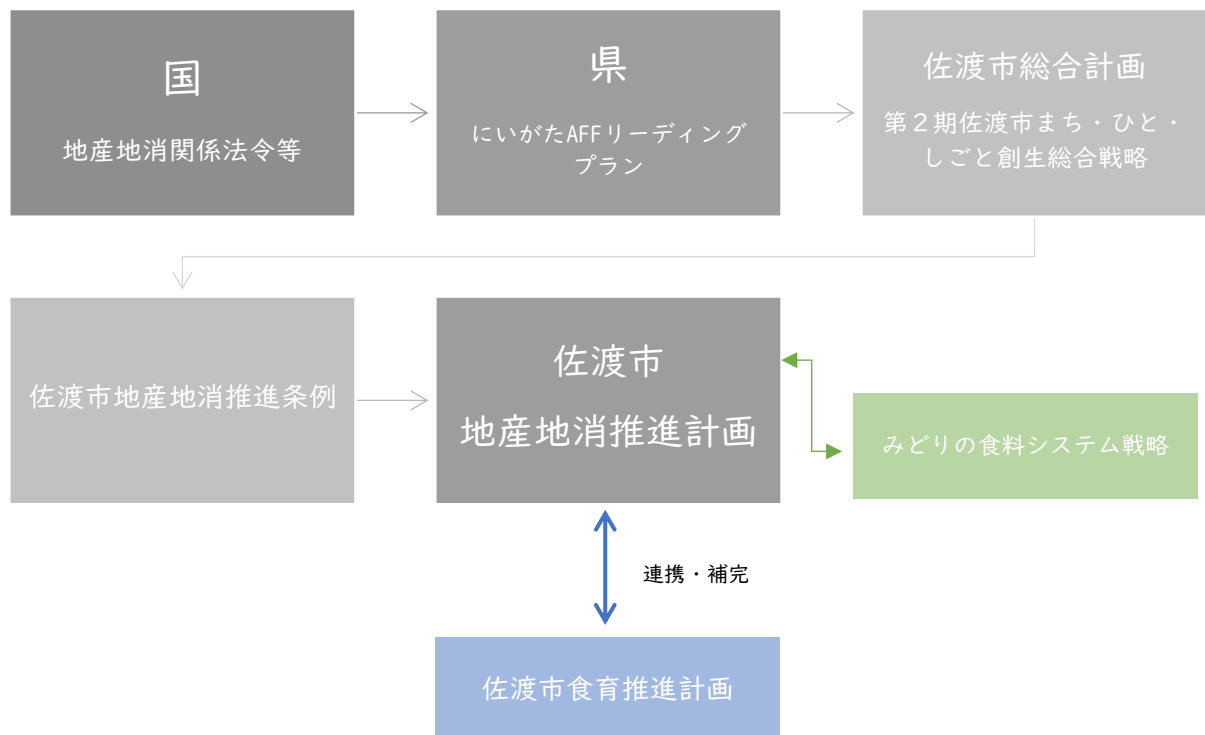 国
地産地消関係法令等
県
にいがたAFFリーディング
プラン
佐渡市総合計画
第２期佐渡市まち・ひと・
しごと創生総合戦略
佐渡市地産地消推進条例
佐渡市
地産地消推進計画
みどりの食料システム戦略
連携・補完
佐渡市食育推進計画